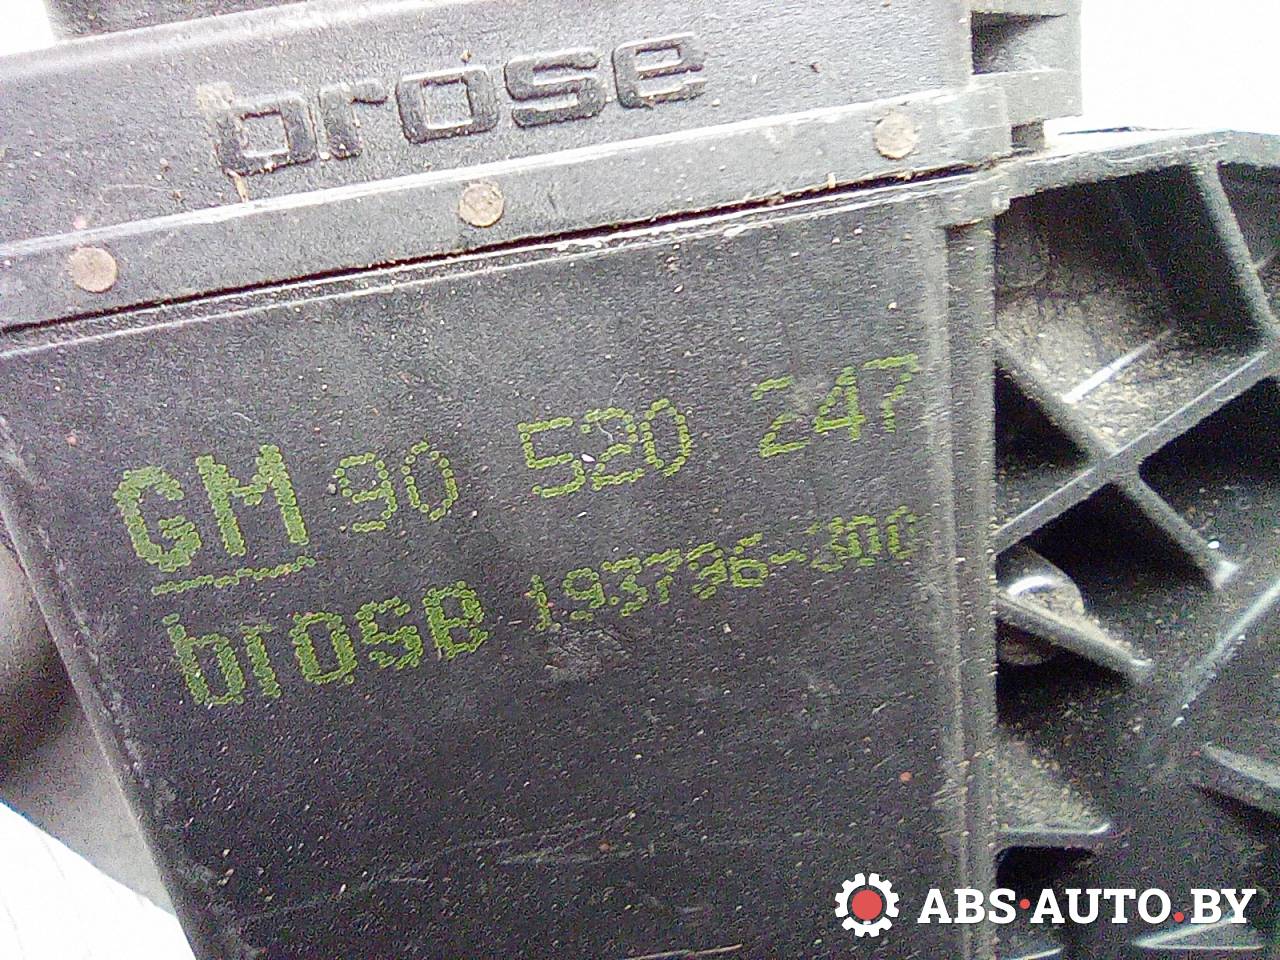 brose
GM 90 520 247
brose 193796-300
ABS·AUTO.BY